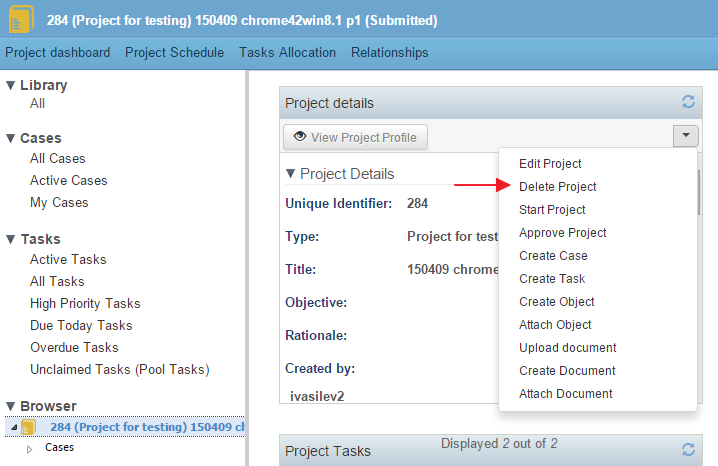 284 (Project for testing) 150409 chrome42win8.1 p1 (Submitted)
Project dashboard Project Schedule Tasks Allocation Relationships
Library
All
Cases
All Cases
Active Cases
My Cases
Tasks
Active Tasks
All Tasks
High Priority Tasks
Due Today Tasks
Overdue Tasks
Unclaimed Tasks (Pool Tasks)
Browser
284 (Project for testing) 150409 ch
Cases
Project details
View Project Profile
Project Details
Unique Identifier: 284
Type: Project for test
Title: 150409 chrome
Objective:
Rationale:
Created by:
ivasilev2
Edit Project
Delete Project
Start Project
Approve Project
Create Case
Create Task
Create Object
Attach Object
Upload document
Create Document
Attach Document
Project Tasks Displayed 2 out of 2